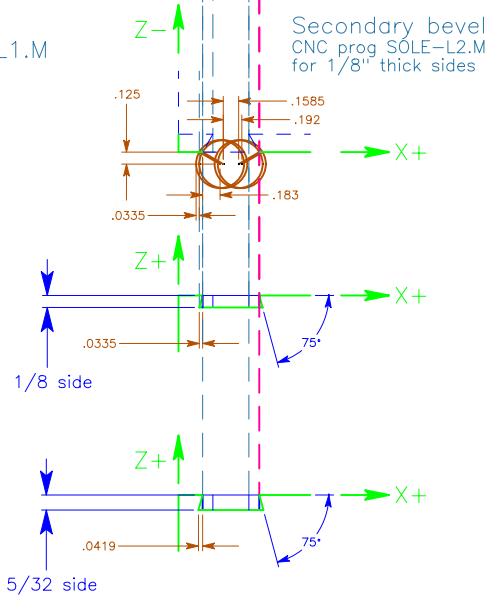 Z-
Secondary bevel
CNC prog SOLE-L2.M
for 1/8" thick sides
L1.M
.125
.1585
.192
X+
.183
.0335
Z+
X+
.0335
75°
1/8 side
Z+
X+
.0419
75°
5/32 side